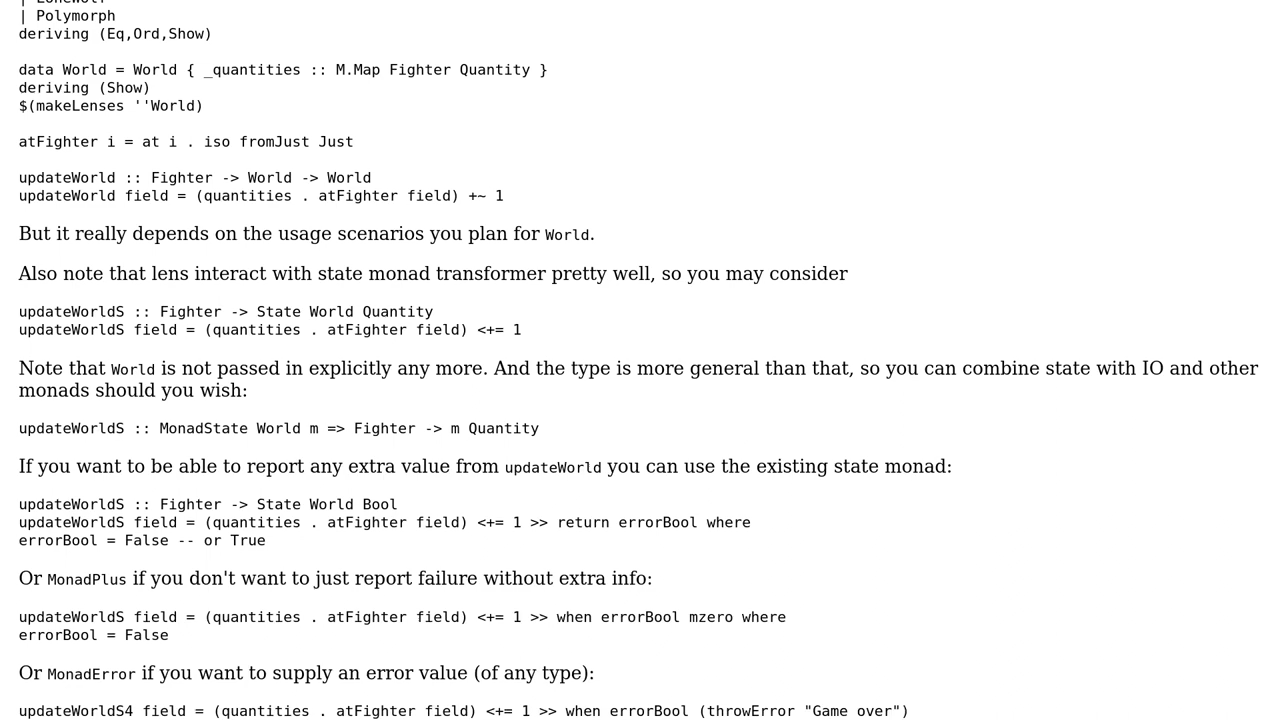 | LoneWolf
| Polymorph
deriving (Eq,Ord,Show)
data World = World { _quantities :: M.Map Fighter Quantity }
deriving (Show)
$(makeLenses ''World)
atFighter i = at i . iso fromJust Just
updateWorld :: Fighter -> World -> World
updateWorld field = (quantities . atFighter field) +~ 1
But it really depends on the usage scenarios you plan for World.
Also note that lens interact with state monad transformer pretty well, so you may consider
updateWorldS :: Fighter -> State World Quantity
updateWorldS field = (quantities . atFighter field) <+= 1
Note that World is not passed in explicitly any more. And the type is more general than that, so you can combine state with IO and other
monads should you wish:
updateWorldS :: MonadState World m => Fighter -> m Quantity
If you want to be able to report any extra value from updateWorld you can use the existing state monad:
updateWorldS :: Fighter -> State World Bool
updateWorldS field = (quantities . atFighter field) <+= 1 >> return errorBool where
errorBool = False -- or True
Or MonadPlus if you don't want to just report failure without extra info:
updateWorldS field = (quantities . atFighter field) <+= 1 >> when errorBool mzero where
errorBool = False
Or MonadError if you want to supply an error value (of any type):
updateWorldS4 field = (quantities . atFighter field) <+= 1 >> when errorBool (throwError "Game over")